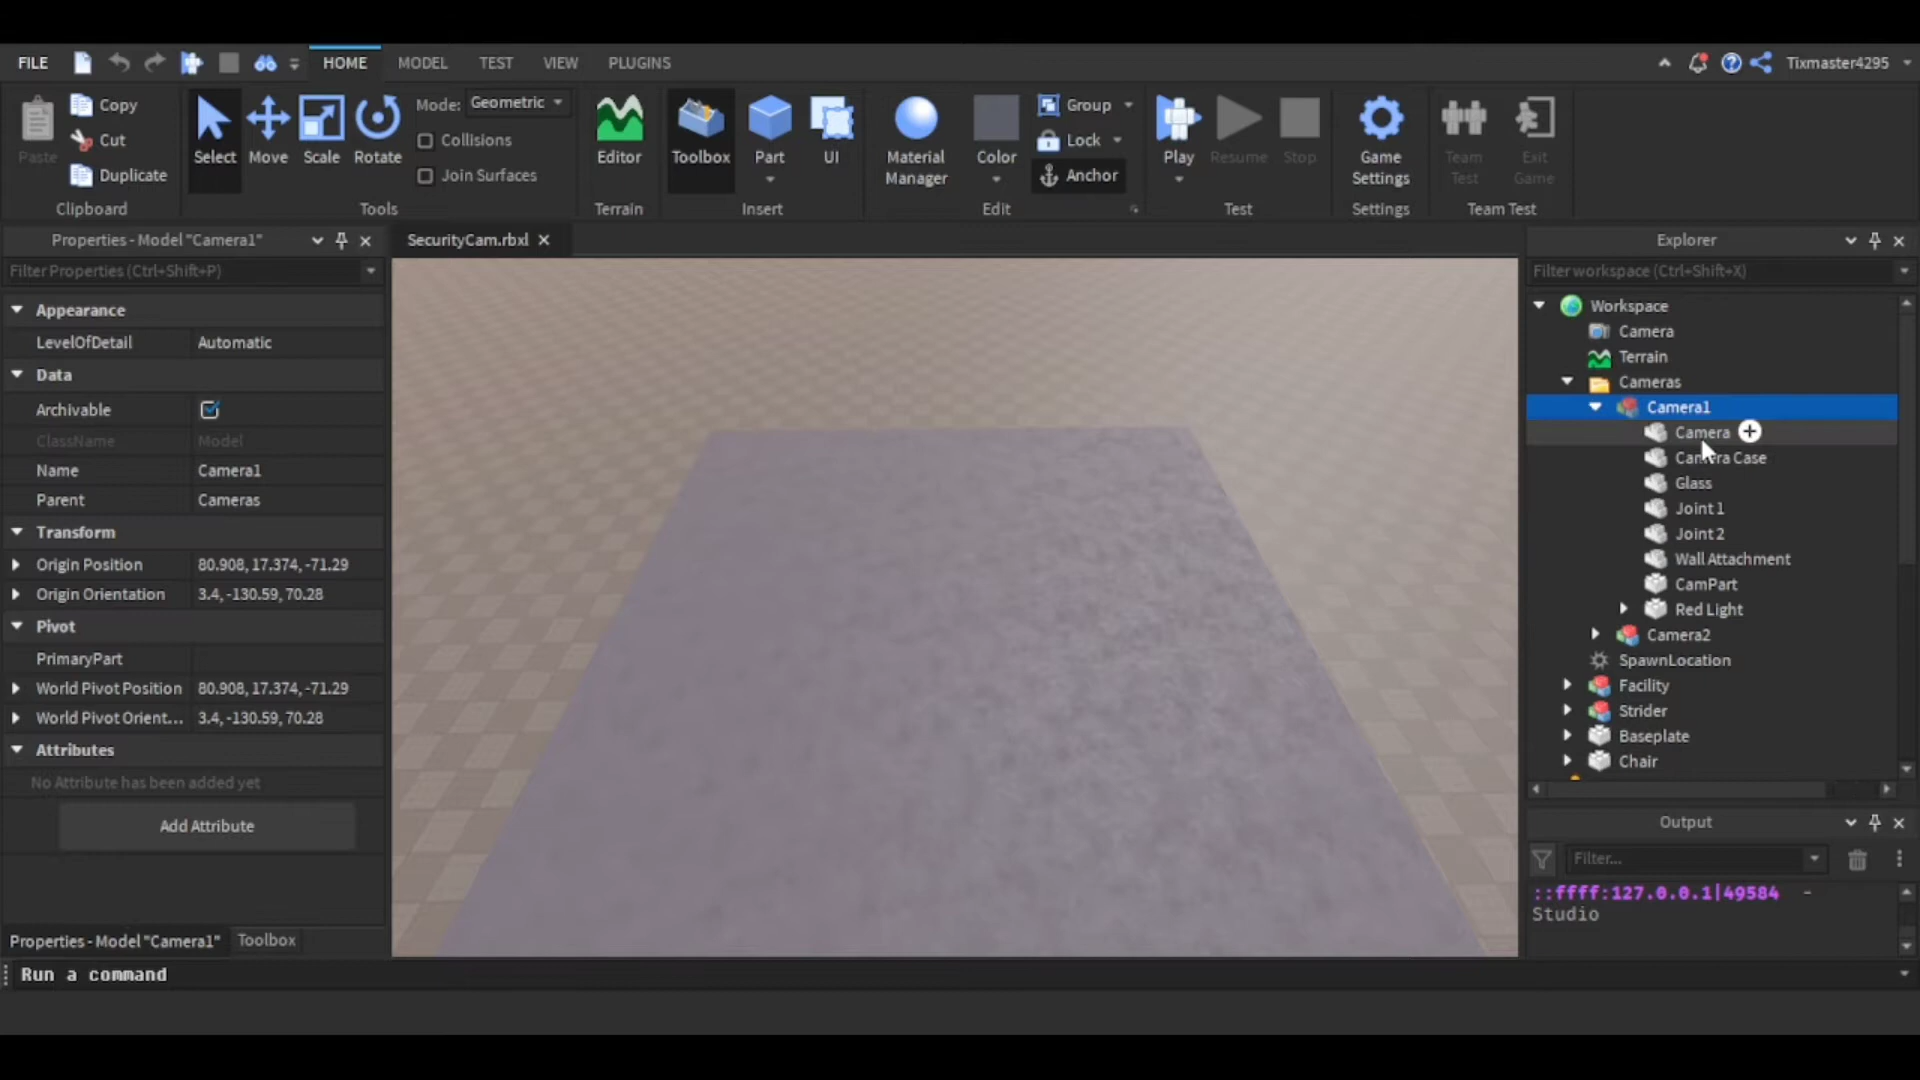 FILE HOME MODEL TEST VIEW PLUGINS Tixmaster4295
Paste Copy Cut Duplicate
Clipboard
Select Move Scale Rotate
Mode: Geometric
Collisions
Join Surfaces
Tools
Editor
Terrain
Toolbox Part UI
Insert
Material Manager Color
Group
Lock
Anchor
Edit
Play Resume Stop
Test
Game Settings
Settings
Team Test Exit Game
Team Test
Properties - Model "Camera1"
Filter Properties (Ctrl+Shift+P)
Appearance
LevelOfDetail Automatic
Data
Archivable
ClassName Model
Name Camera1
Parent Cameras
Transform
Origin Position 80.908, 17.374, -71.29
Origin Orientation 3.4, -130.59, 70.28
Pivot
PrimaryPart
World Pivot Position 80.908, 17.374, -71.29
World Pivot Orient... 3.4, -130.59, 70.28
Attributes
No Attribute has been added yet
Add Attribute
Properties - Model "Camera1" Toolbox
Run a command
SecurityCam.rbxl
Explorer
Filter workspace (Ctrl+Shift+X)
Workspace
Camera
Terrain
Cameras
Camera1
Camera
Camera Case
Glass
Joint 1
Joint 2
Wall Attachment
CamPart
Red Light
Camera2
SpawnLocation
Facility
Strider
Baseplate
Chair
Output
Filter...
::ffff:127.0.0.1|49584 -
Studio